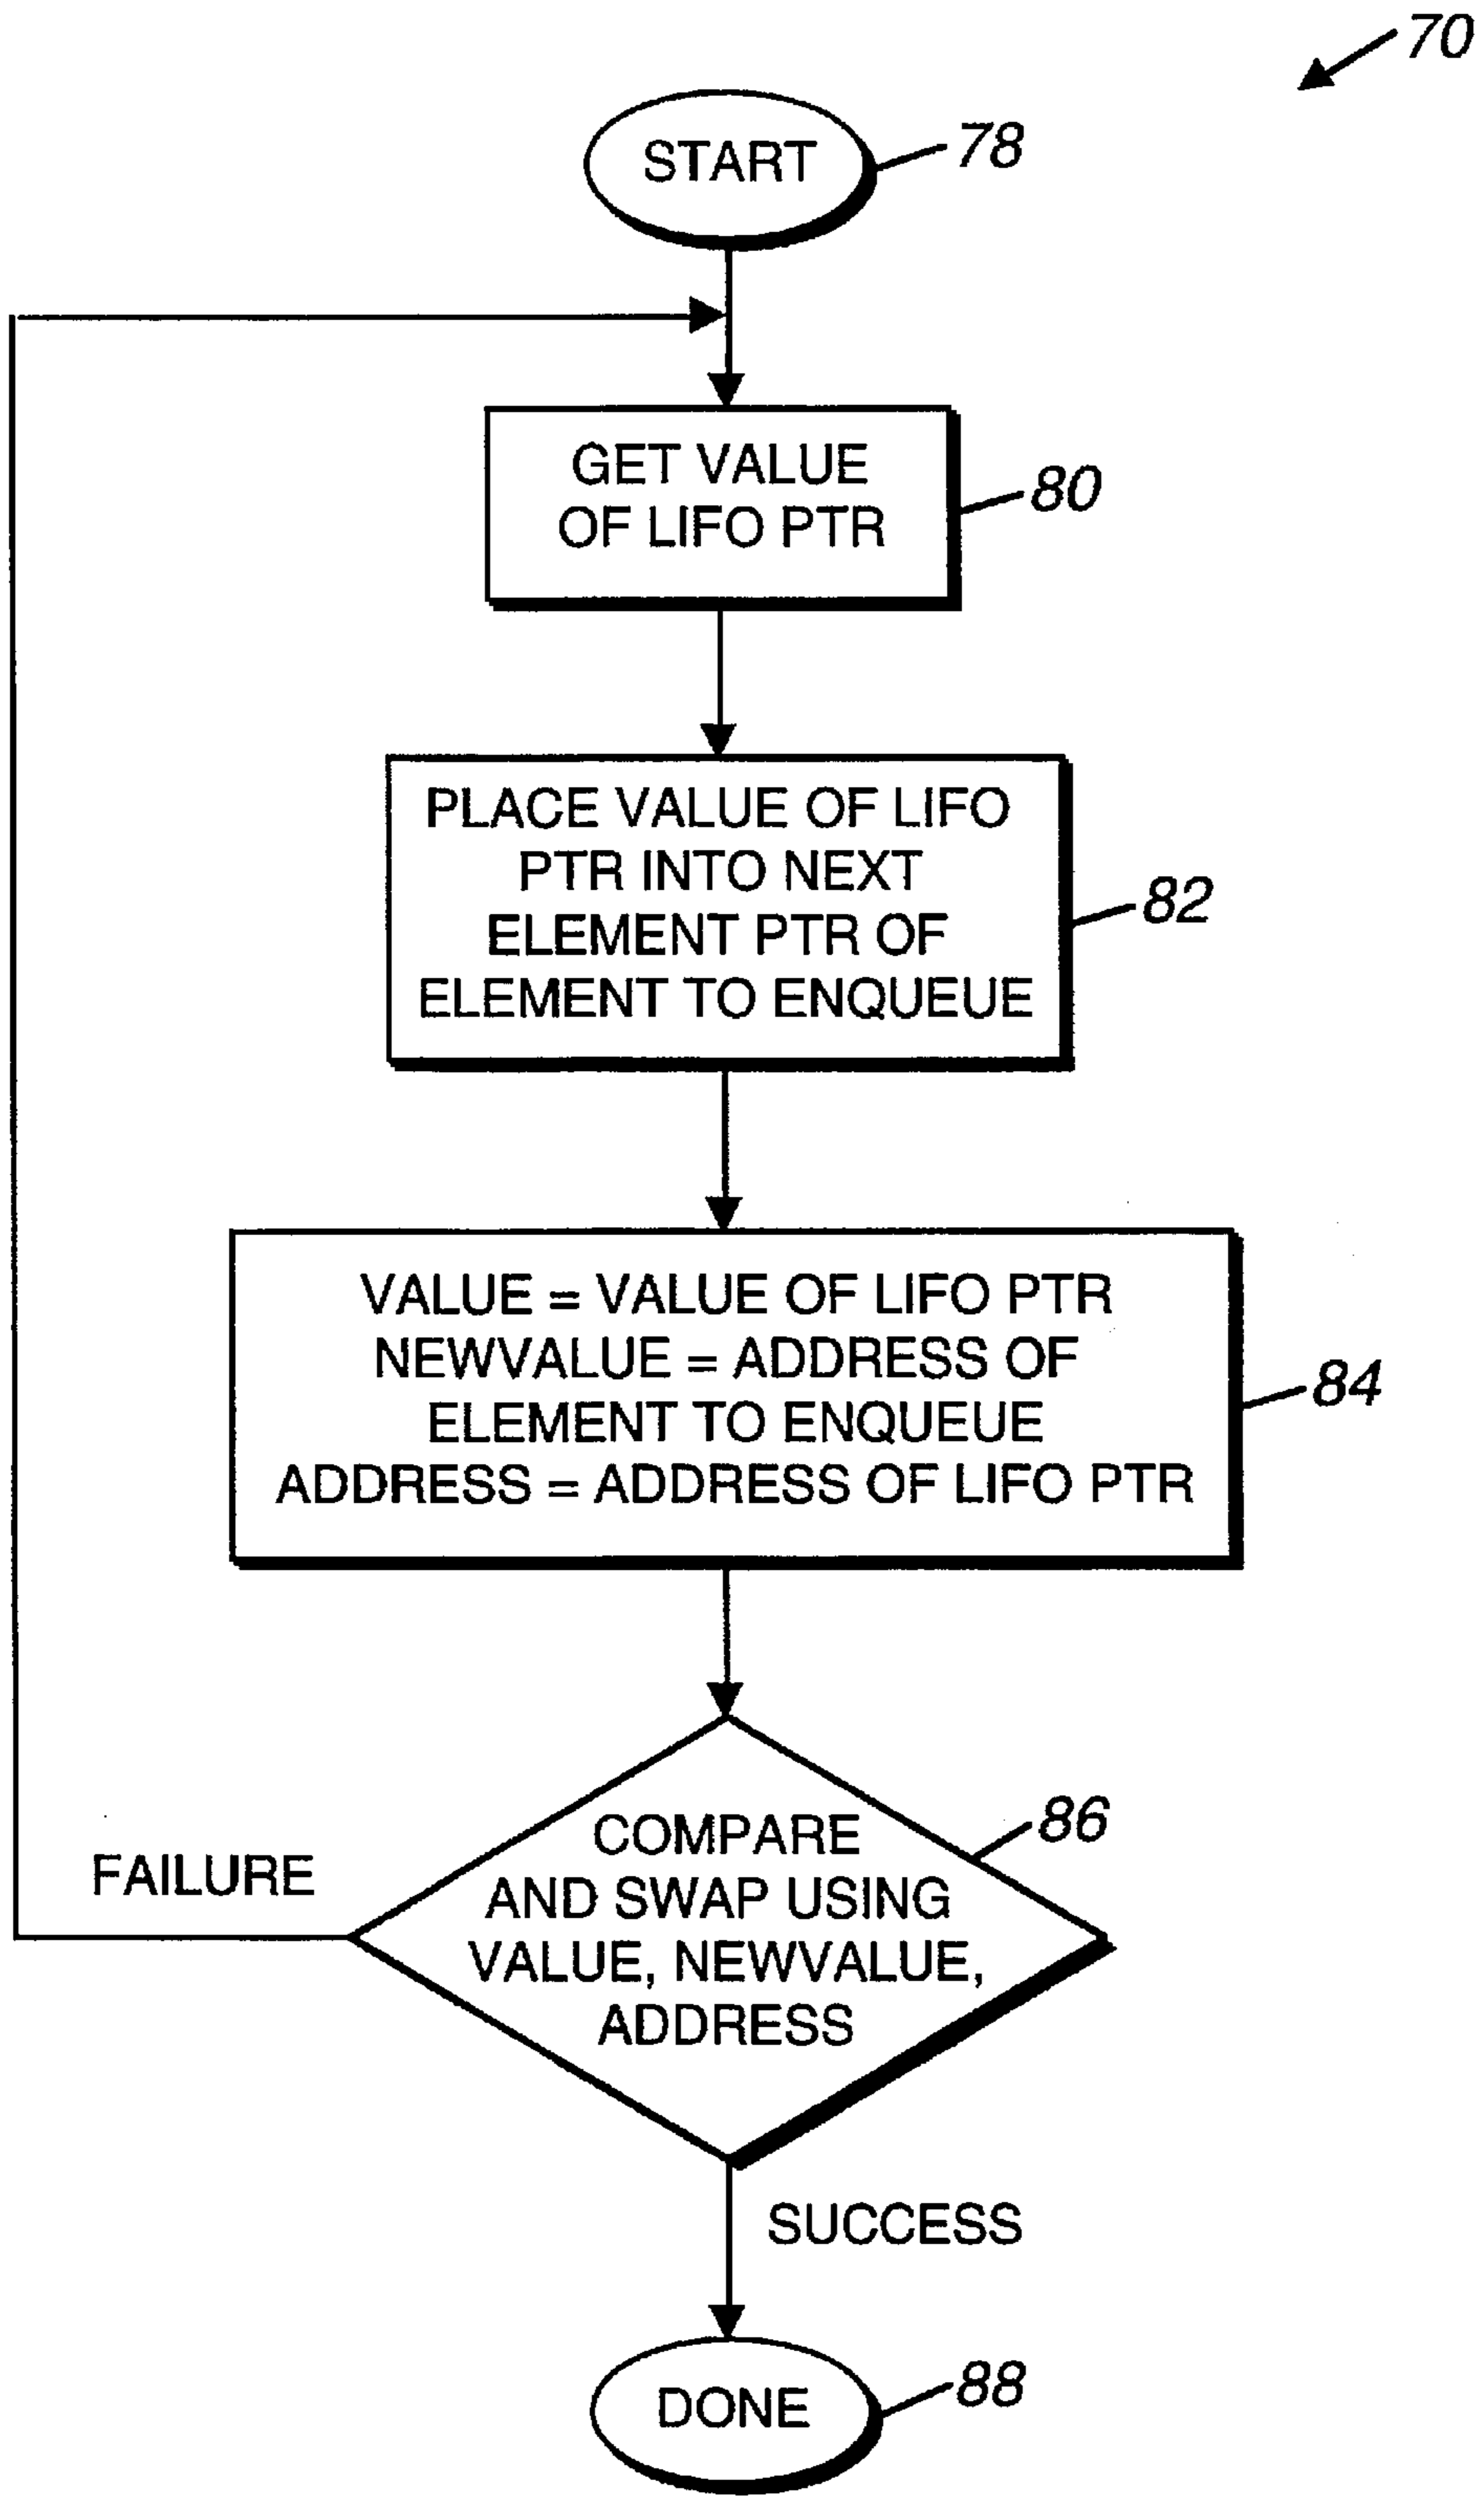 70
START
78
GET VALUE
OF LIFO PTR
80
PLACE VALUE OF LIFO
PTR INTO NEXT
ELEMENT PTR OF
ELEMENT TO ENQUEUE
82
VALUE = VALUE OF LIFO PTR
NEWVALUE = ADDRESS OF
ELEMENT TO ENQUEUE
ADDRESS = ADDRESS OF LIFO PTR
84
COMPARE
AND SWAP USING
VALUE, NEWVALUE,
ADDRESS
86
FAILURE
SUCCESS
DONE
88